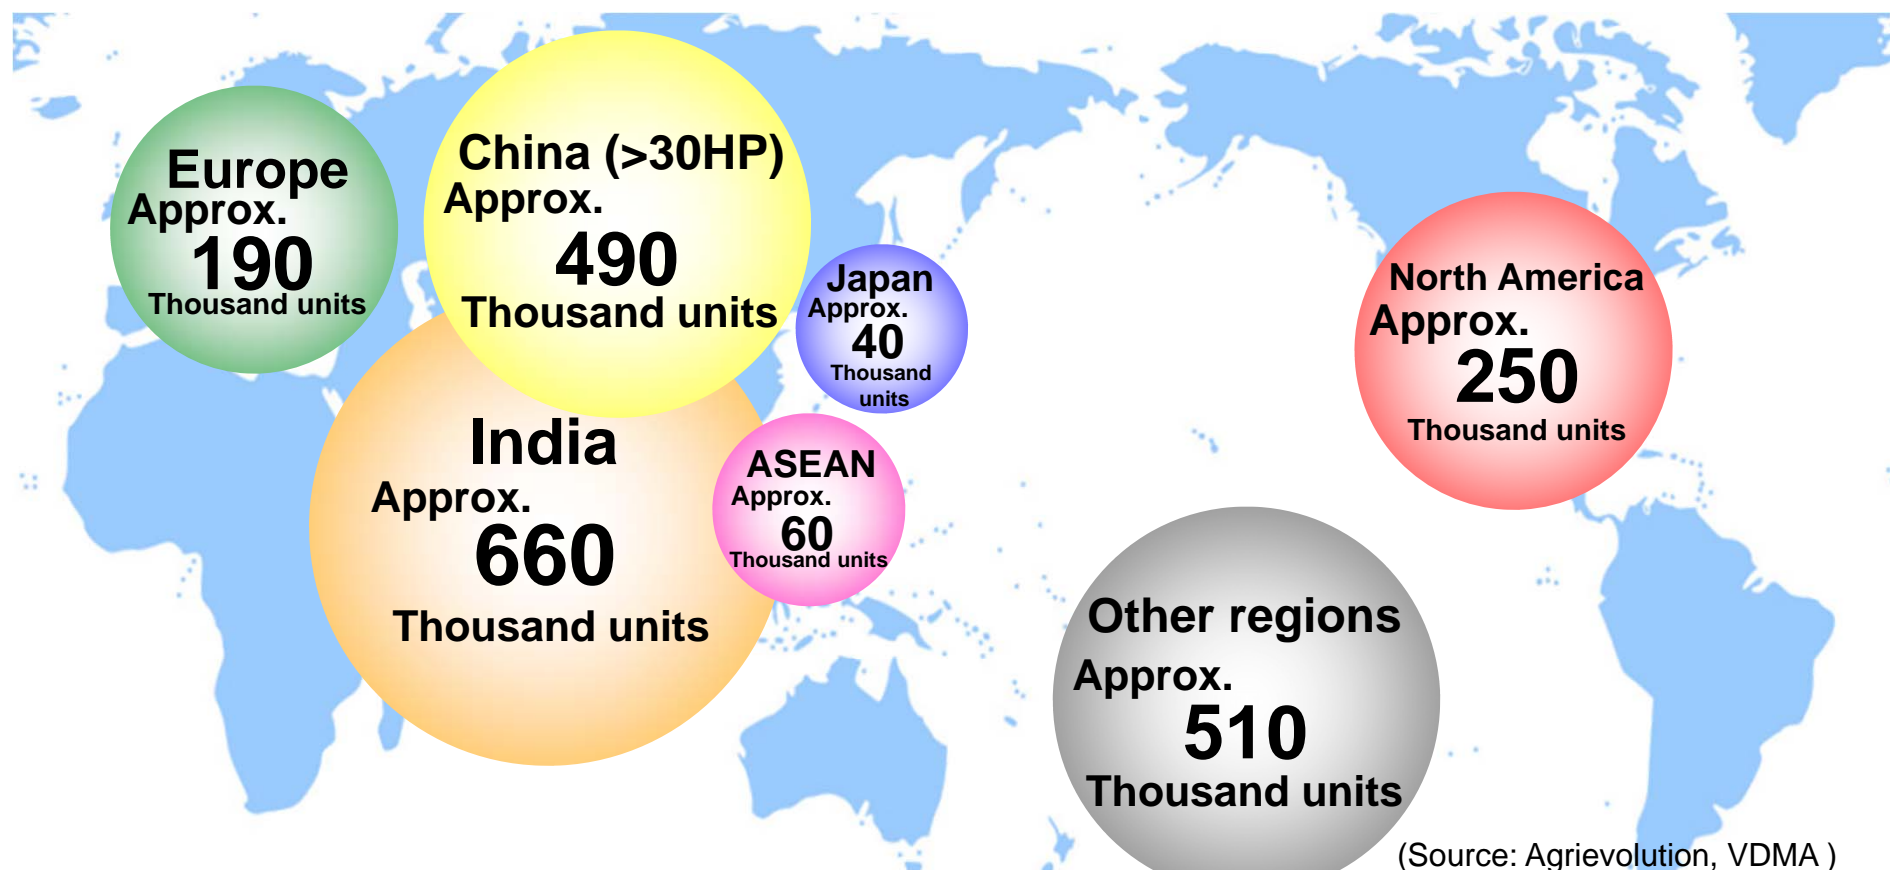 Europe
Approx.
190
Thousand units
China (>30HP)
Approx.
490
Thousand units
Japan
Approx.
40
Thousand
units
North America
Approx.
250
Thousand units
India
Approx.
660
Thousand units
ASEAN
Approx.
60
Thousand units
Other regions
Approx.
510
Thousand units
(Source: Agrievolution, VDMA )